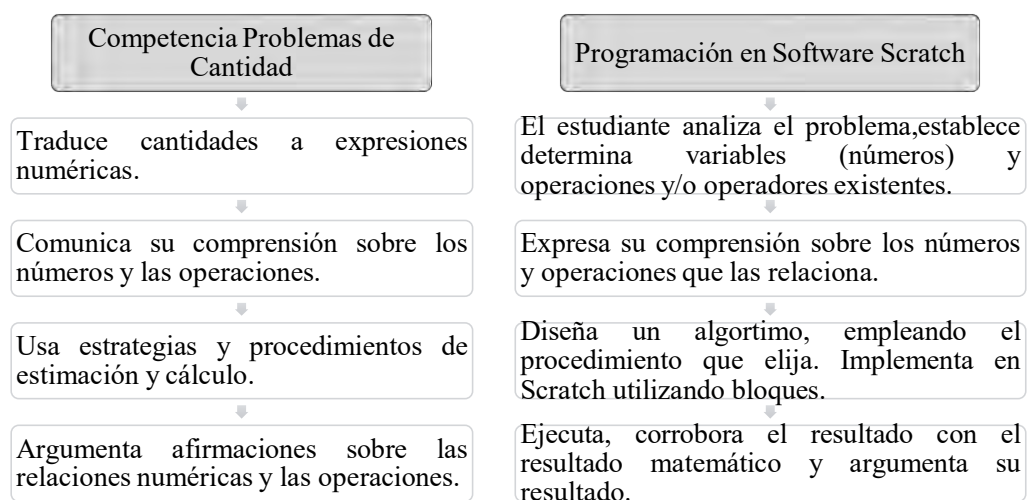 Competencia Problemas de
Cantidad
Traduce cantidades a expresiones
numéricas.
Comunica su comprensión sobre los
números y las operaciones.
Usa estrategias y procedimientos de
estimación y cálculo.
Argumenta afirmaciones sobre las
relaciones numéricas y las operaciones.
Programación en Software Scratch
El estudiante analiza el problema,establece
determina variables (números) y
operaciones y/o operadores existentes.
Expresa su comprensión sobre los números
y operaciones que las relaciona.
Diseña un algortimo, empleando el
procedimiento que elija. Implementa en
Scratch utilizando bloques.
Ejecuta, corrobora el resultado con el
resultado matemático y argumenta su
resultado.